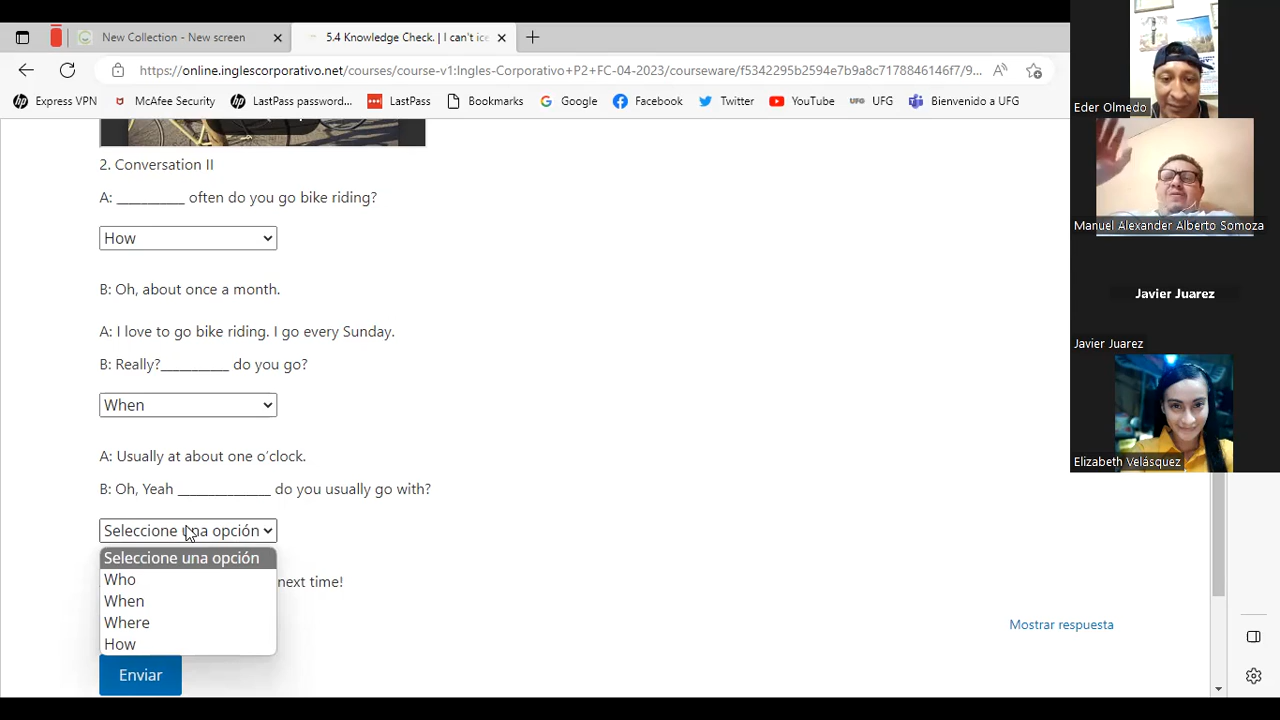 New Collection - New screen
5.4 Knowledge Check. | I can't ice
https://online.inglescorporativo.net/courses/course-v1:Ingles-Corporativo+P2+FC-04-2023/courseware/f5342295b2594e7b9a8c7178846146f7/9...
Express VPN
McAfee Security
LastPass password...
LastPass
Bookmarks
Google
Facebook
Twitter
YouTube
UFG
Bienvenido a UFG
2. Conversation II
A: ___________ often do you go bike riding?
How
B: Oh, about once a month.
A: I love to go bike riding. I go every Sunday.
B: Really?___________ do you go?
When
A: Usually at about one o’clock.
B: Oh, Yeah _______________ do you usually go with?
Seleccione una opción
Seleccione una opción
Who
When
Where
How
next time!
Mostrar respuesta
Enviar
Eder Olmedo
Manuel Alexander Alberto Somoza
Javier Juarez
Javier Juarez
Elizabeth Velásquez